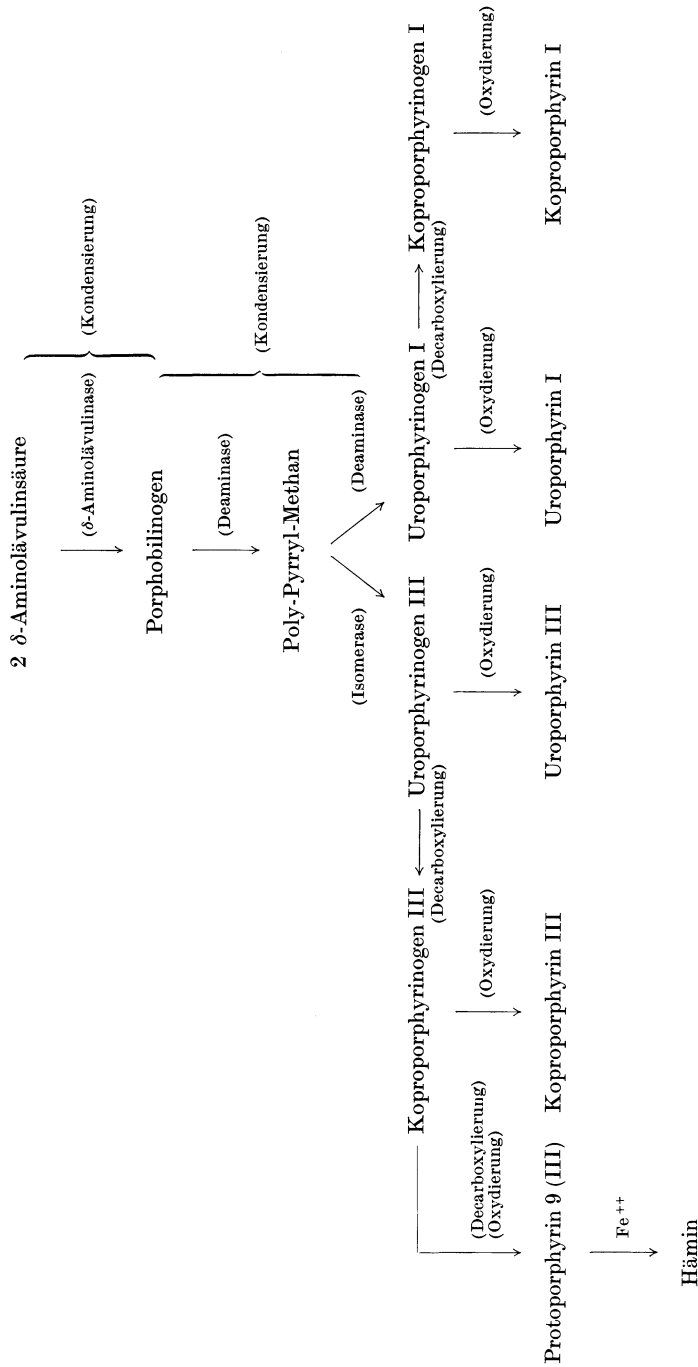 2 δ-Aminolävulinsäure
(δ-Aminolävulinase)
(Kondensierung)
Porphobilinogen
(Deaminase)
(Kondensierung)
Poly-Pyrryl-Methan
(Isomerase)
(Deaminase)
Koproporphyrinogen III
(Decarboxylierung)
Uroporphyrinogen III
Uroporphyrinogen I
(Decarboxylierung)
Koproporphyrinogen I
(Decarboxylierung)
(Oxydierung)
(Oxydierung)
(Oxydierung)
(Oxydierung)
(Oxydierung)
Protoporphyrin 9 (III)
Koproporphyrin III
Uroporphyrin III
Uroporphyrin I
Koproporphyrin I
Fe++
Hämin